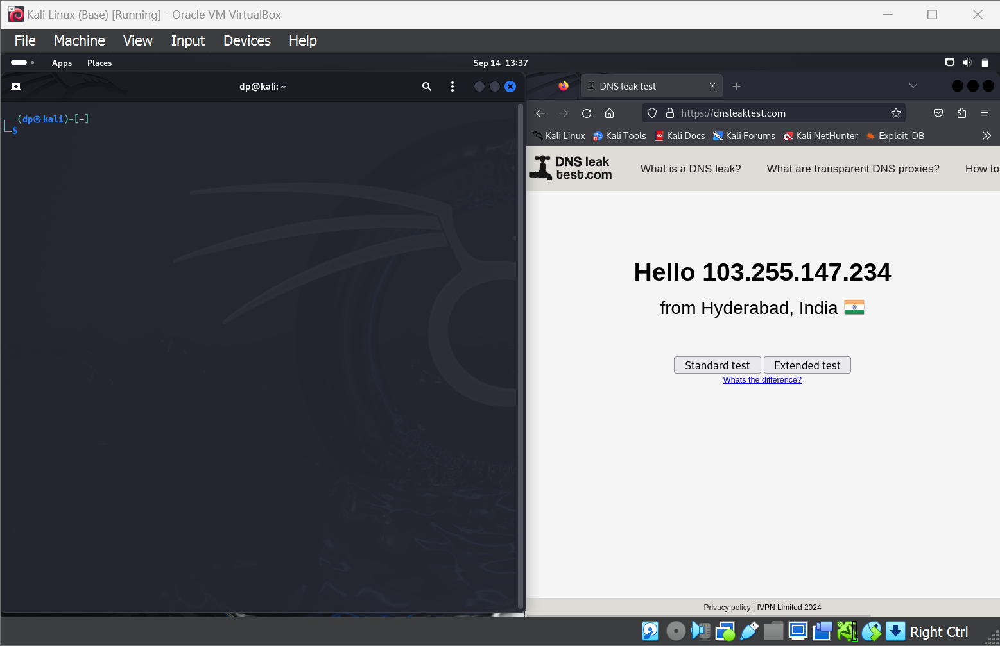 Kali Linux (Base) [Running] - Oracle VM VirtualBox
File Machine View Input Devices Help
Apps Places Sep 14 13:37
dp@kali: ~
(dp㉿kali)-[~]
$
DNS leak test
https://dnsleaktest.com
Kali Linux Kali Tools Kali Docs Kali Forums Kali NetHunter Exploit-DB
DNS leak
test.com
What is a DNS leak? What are transparent DNS proxies? How to
Hello 103.255.147.234
from Hyderabad, India
Standard test Extended test
Whats the difference?
Privacy policy | IVPN Limited 2024
Right Ctrl